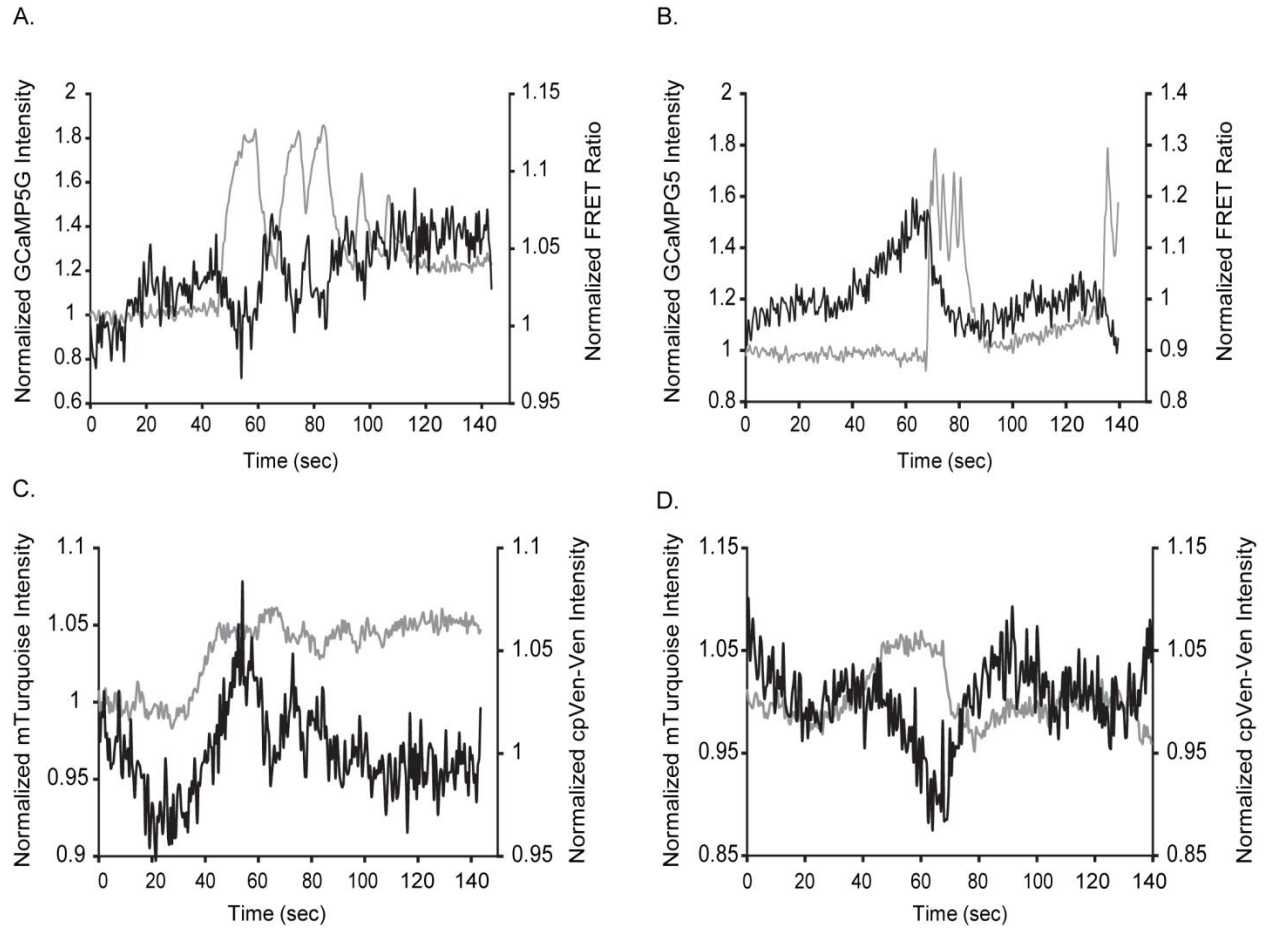 A.
Normalized GCaMP5G Intensity
2
1.8
1.6
1.4
1.2
1
0.8
0.6
1.15
1.1
1.05
1
0.95
Normalized FRET Ratio
0 20 40 60 80 100 120 140
Time (sec)
B.
Normalized GCaMPG5 Intensity
2
1.8
1.6
1.4
1.2
1
0.8
1.4
1.3
1.2
1.1
1
0.9
0.8
Normalized FRET Ratio
0 20 40 60 80 100 120 140
Time (sec)
C.
Normalized mTurquoise Intensity
1.1
1.05
1
0.95
0.9
1.1
1.05
1
0.95
Normalized cpVen-Ven Intensity
0 20 40 60 80 100 120 140
Time (sec)
D.
Normalized mTurquoise Intensity
1.15
1.05
0.95
0.85
1.15
1.05
0.95
0.85
Normalized cpVen-Ven Intensity
0 20 40 60 80 100 120 140
Time (sec)